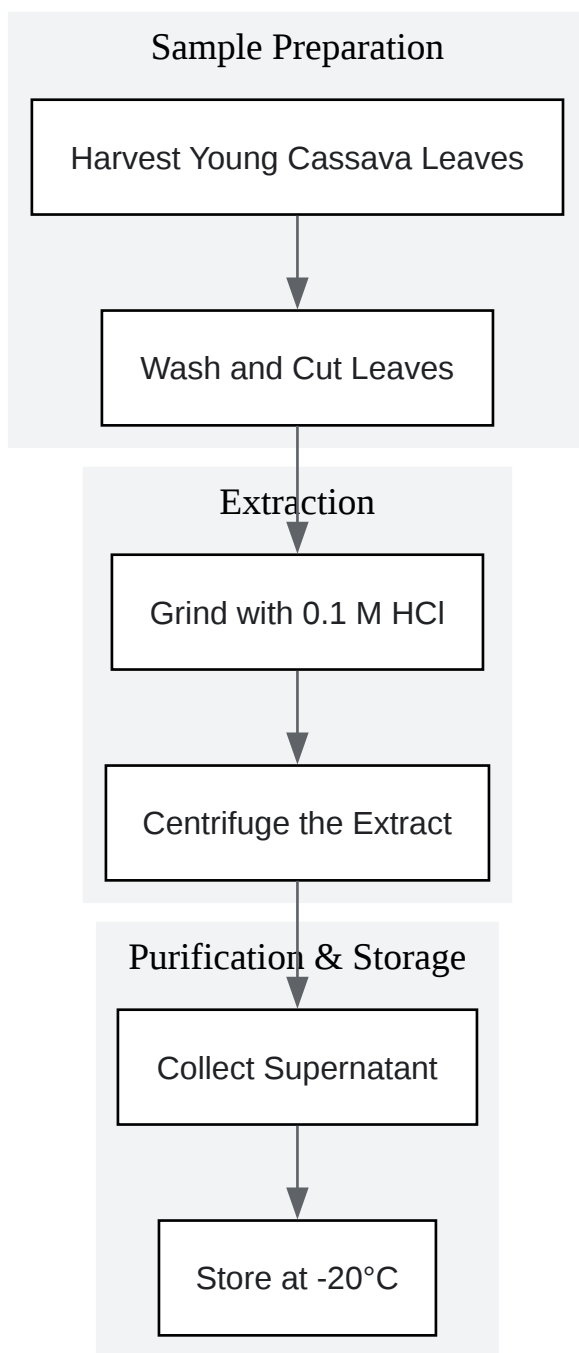 Sample Preparation
Harvest Young Cassava Leaves
Wash and Cut Leaves
Extraction
Grind with 0.1 M HCl
Centrifuge the Extract
Purification & Storage
Collect Supernatant
Store at -20°C